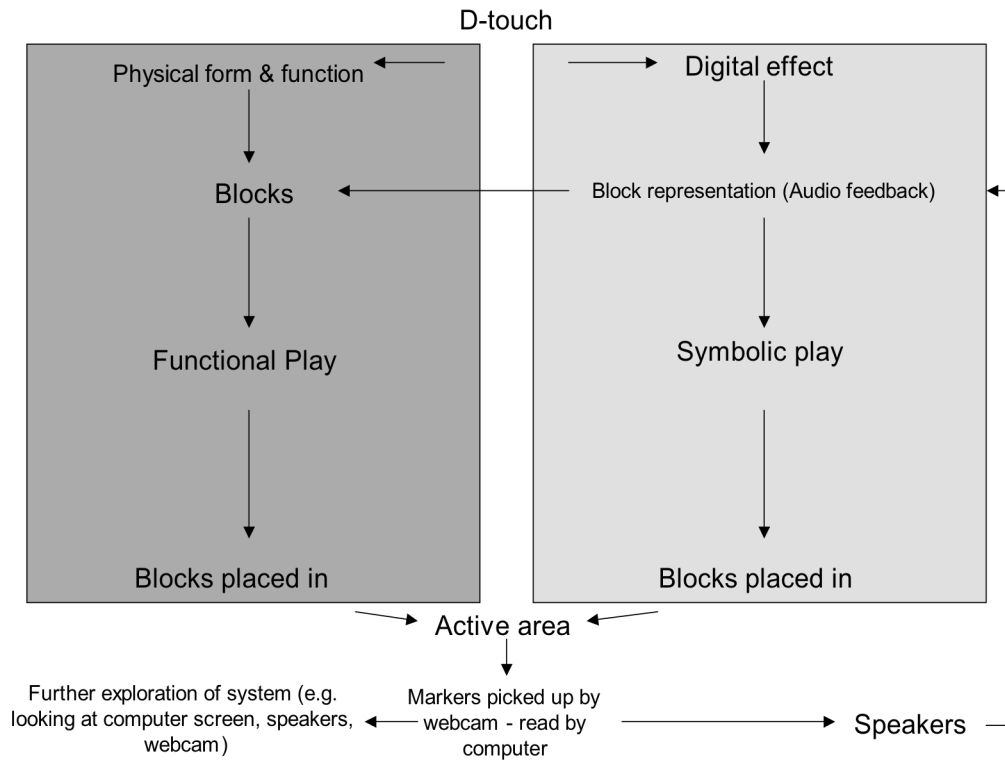 D-touch
Physical form & function
Digital effect
Blocks
Block representation (Audio feedback)
Functional Play
Symbolic play
Blocks placed in
Blocks placed in
Active area
Further exploration of system (e.g.
looking at computer screen, speakers,
webcam)
Markers picked up by
webcam - read by
computer
Speakers